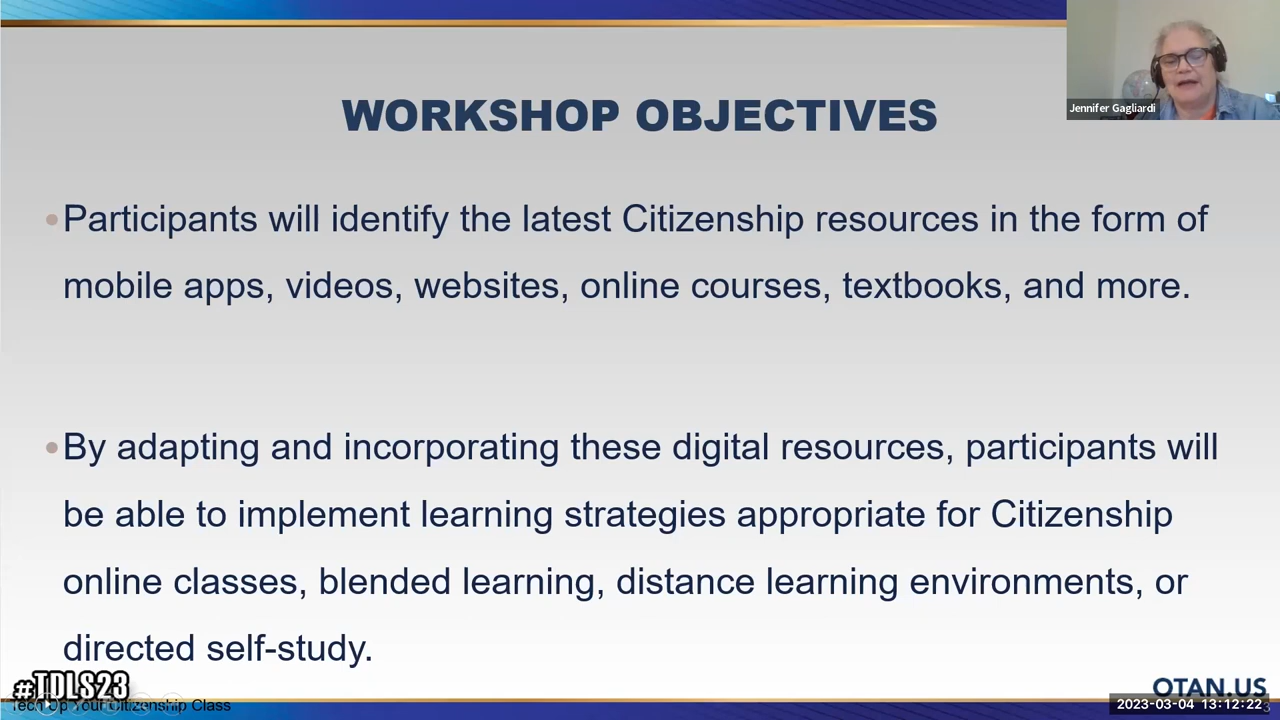 WORKSHOP OBJECTIVES
Jennifer Gagliardi
•Participants will identify the latest Citizenship resources in the form of
mobile apps, videos, websites, online courses, textbooks, and more.
•By adapting and incorporating these digital resources, participants will
be able to implement learning strategies appropriate for Citizenship
online classes, blended learning, distance learning environments, or
directed self-study.
#TDLS23
Tech Up Your Citizenship Class
OTAN.US
2023-03-04 13:12:22
3